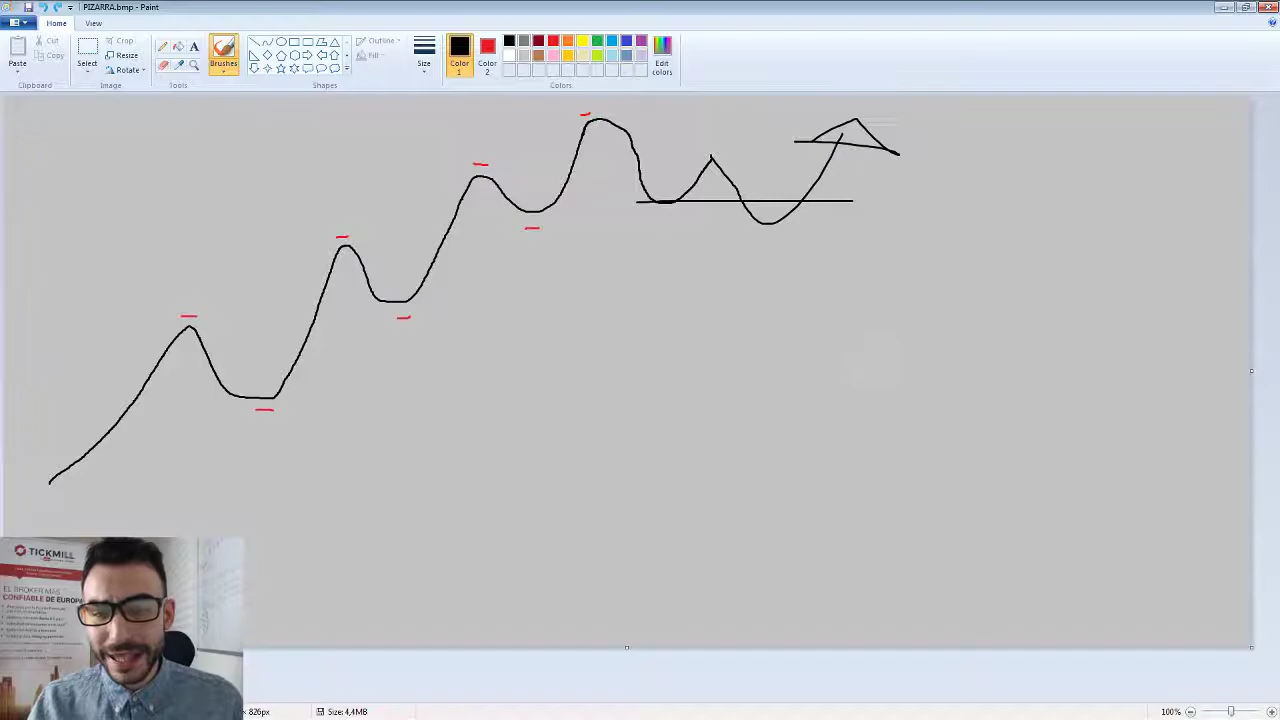 PIZARRA.bmp - Paint
Home View
Paste
Cut
Copy
Clipboard
Select
Crop
Resize
Rotate
Image
A
Tools
Brushes
Outline
Fill
Shapes
Size
Color 1
Color 2
Edit colors
Colors
TICKMILL
EL BROKER MÁS
CONFIABLE DE EUROPA
× 826px
Size: 4,4MB
100%